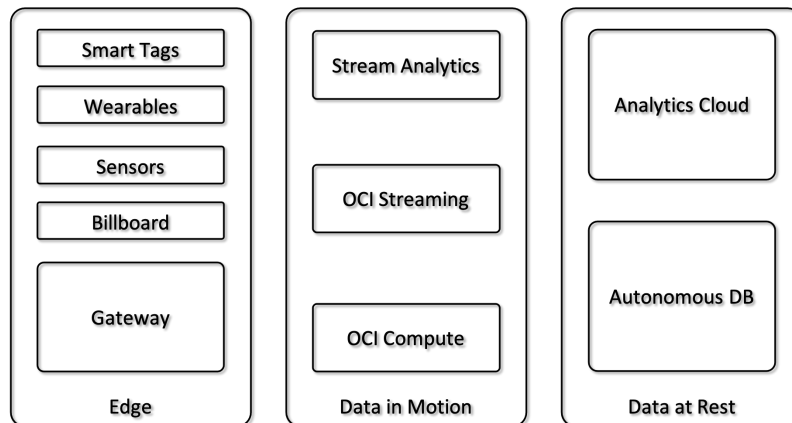 Smart Tags
Wearables
Sensors
Billboard
Gateway
Edge
Stream Analytics
OCI Streaming
OCI Compute
Data in Motion
Analytics Cloud
Autonomous DB
Data at Rest